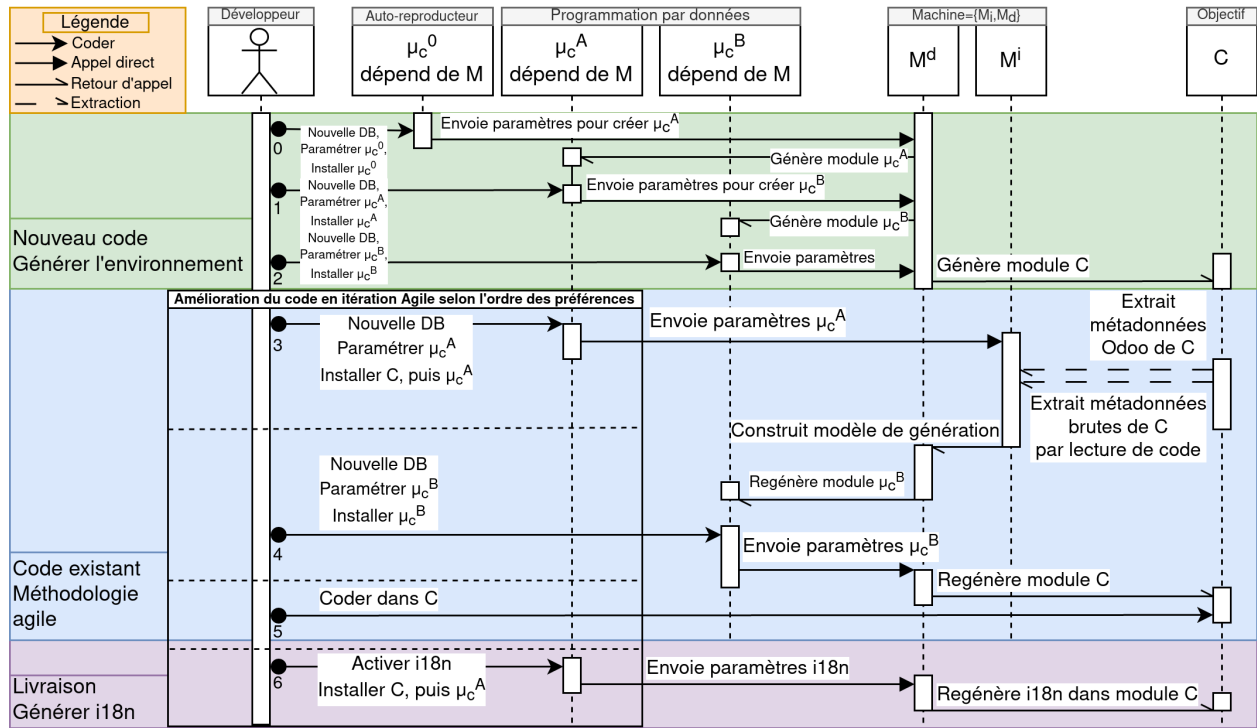 Légende
Coder
Appel direct
Retour d'appel
Extraction
Développeur
Auto-reproducteur
Programmation par données
Machine={Mi,Md}
Objectif
μc0
dépend de M
μcA
dépend de M
μcB
dépend de M
Md
Mi
C
0
Nouvelle DB,
Paramétrer μc0,
Installer μc0
Envoie paramètres pour créer μcA
Génère module μcA
1
Nouvelle DB,
Paramétrer μcA,
Installer μcA
Envoie paramètres pour créer μcB
Génère module μcB
2
Nouvelle DB,
Paramétrer μcB,
Installer μcB
Envoie paramètres
Génère module C
Nouveau code
Générer l'environnement
Amélioration du code en itération Agile selon l'ordre des préférences
3
Nouvelle DB
Paramétrer μcA
Installer C, puis μcA
Envoie paramètres μcA
Extrait
métadonnées
Odoo de C
Extrait métadonnées
brutes de C
par lecture de code
Construit modèle de génération
Regénère module μcB
4
Nouvelle DB
Paramétrer μcB
Installer μcB
Envoie paramètres μcB
Regénère module C
Code existant
Méthodologie
agile
5
Coder dans C
6
Activer i18n
Installer C, puis μcA
Envoie paramètres i18n
Regénère i18n dans module C
Livraison
Générer i18n